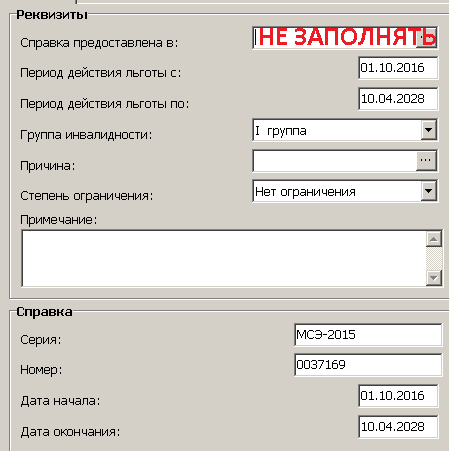 Реквизиты
Справка предоставлена в: НЕ ЗАПОЛНЯТЬ
Период действия льготы с: 01.10.2016
Период действия льготы по: 10.04.2028
Группа инвалидности: I группа
Причина: ...
Степень ограничения: Нет ограничения
Примечание:
Справка
Серия: МСЭ-2015
Номер: 0037169
Дата начала: 01.10.2016
Дата окончания: 10.04.2028